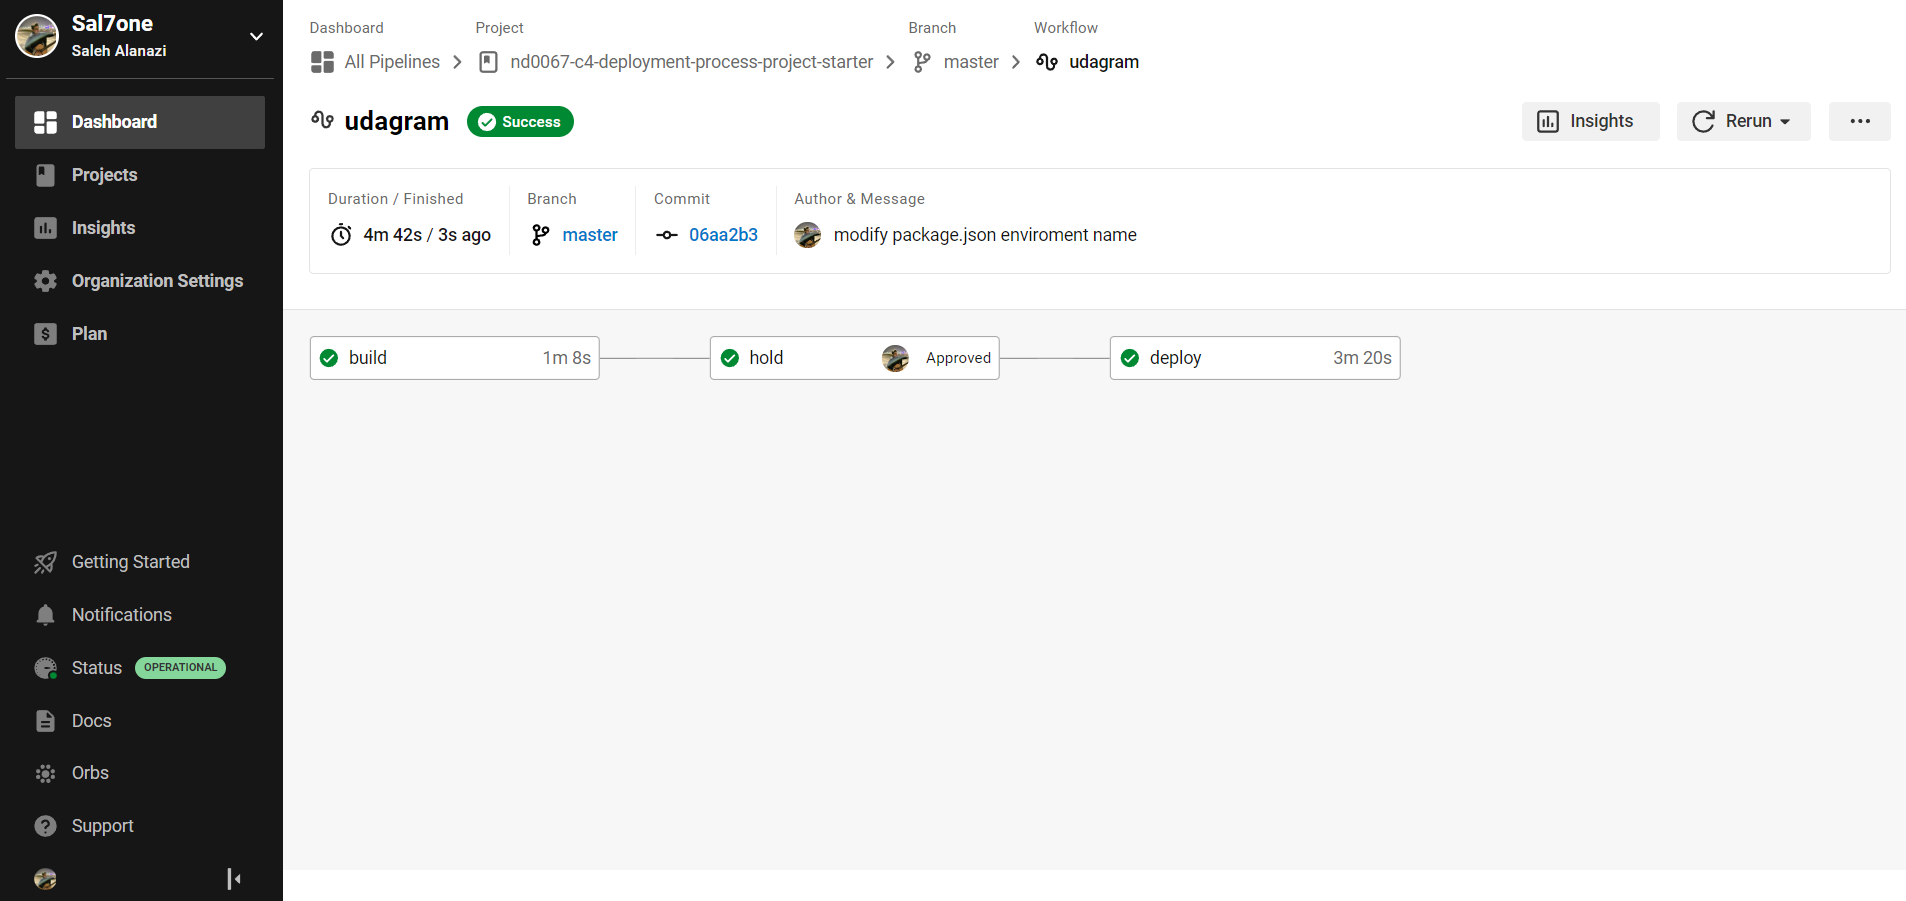 Sal7one
Saleh Alanazi
Dashboard
Projects
Insights
Organization Settings
Plan
Getting Started
Notifications
Status OPERATIONAL
Docs
Orbs
Support
Dashboard Project Branch Workflow
All Pipelines nd0067-c4-deployment-process-project-starter master udagram
udagram Success Insights Rerun
Duration / Finished Branch Commit Author & Message
4m 42s / 3s ago master 06aa2b3 modify package.json enviroment name
build 1m 8s hold Approved deploy 3m 20s